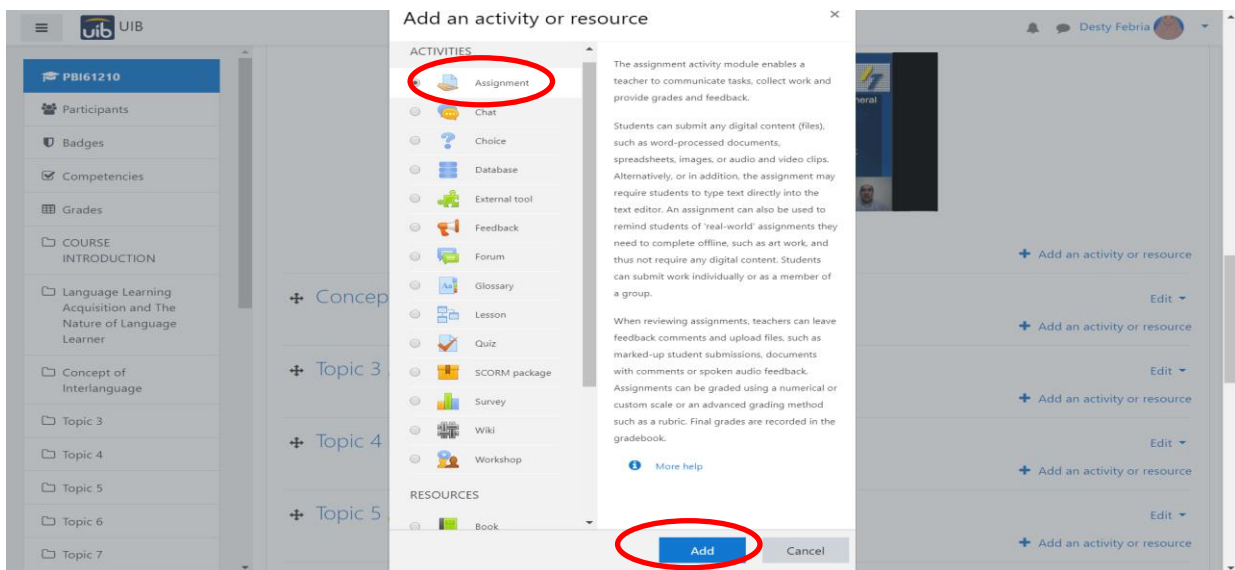 uib UIB
Desty Febria
PBI61210
Participants
Badges
Competencies
Grades
COURSE
INTRODUCTION
Language Learning
Acquisition and The
Nature of Language
Learner
Concept of
Interlanguage
Topic 3
Topic 4
Topic 5
Topic 6
Topic 7
Add an activity or resource
×
ACTIVITIES
Assignment
Chat
Choice
Database
External tool
Feedback
Forum
Glossary
Lesson
Quiz
SCORM package
Survey
Wiki
Workshop
RESOURCES
Book
The assignment activity module enables a
teacher to communicate tasks, collect work and
provide grades and feedback.
Students can submit any digital content (files),
such as word-processed documents,
spreadsheets, images, or audio and video clips.
Alternatively, or in addition, the assignment may
require students to type text directly into the
text editor. An assignment can also be used to
remind students of 'real-world' assignments they
need to complete offline, such as art work, and
thus not require any digital content. Students
can submit work individually or as a member of
a group.
When reviewing assignments, teachers can leave
feedback comments and upload files, such as
marked-up student submissions, documents
with comments or spoken audio feedback.
Assignments can be graded using a numerical or
custom scale or an advanced grading method
such as a rubric. Final grades are recorded in the
gradebook.
More help
Add
Cancel
neral
Add an activity or resource
Concep
Edit
Add an activity or resource
Topic 3
Edit
Add an activity or resource
Topic 4
Edit
Add an activity or resource
Topic 5
Edit
Add an activity or resource